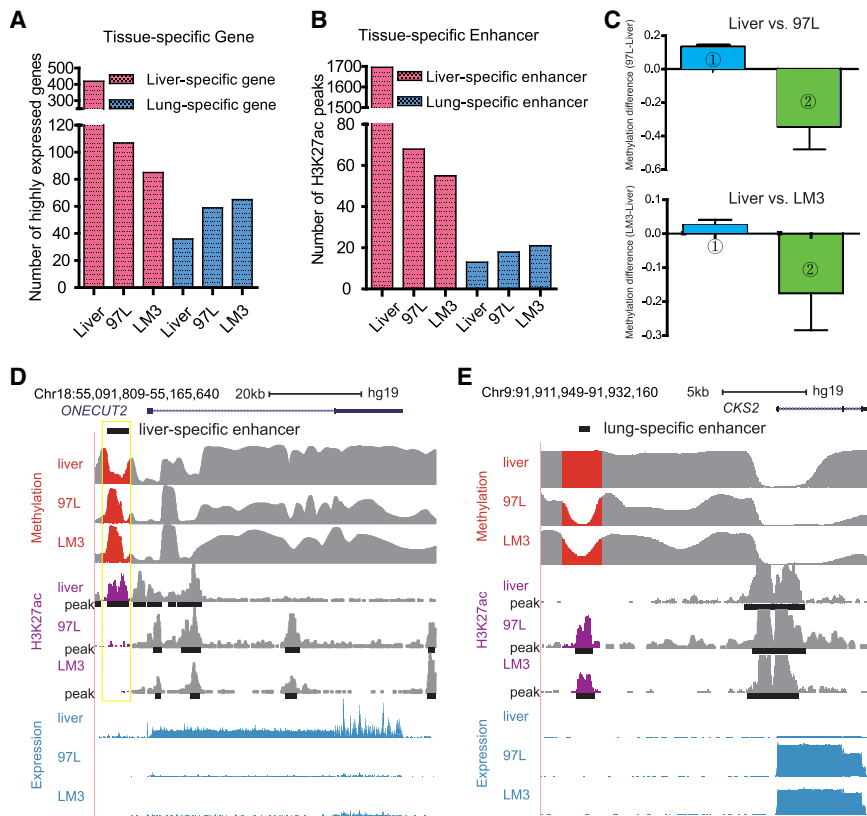 A
Tissue-specific Gene
Number of highly expressed genes
500
400
300
120
100
80
60
40
20
0
Liver-specific gene
Lung-specific gene
Liver
97L
LM3
Liver
97L
LM3
B
Tissue-specific Enhancer
Number of H3K27ac peaks
1700
1600
1500
80
60
40
20
0
Liver-specific enhancer
Lung-specific enhancer
Liver
97L
LM3
Liver
97L
LM3
C
Liver vs. 97L
Methylation difference (97L-Liver)
0.2
0.0
-0.2
-0.4
-0.6
①
②
Liver vs. LM3
Methylation difference (LM3-Liver)
0.1
0.0
-0.1
-0.2
-0.3
①
②
D
Chr18:55,091,809-55,165,640
20kb
hg19
ONECUT2
liver-specific enhancer
Methylation
liver
97L
LM3
H3K27ac
liver
peak
97L
peak
LM3
peak
Expression
liver
97L
LM3
E
Chr9:91,911,949-91,932,160
5kb
hg19
CKS2
lung-specific enhancer
Methylation
liver
97L
LM3
H3K27ac
liver
peak
97L
peak
LM3
peak
Expression
liver
97L
LM3